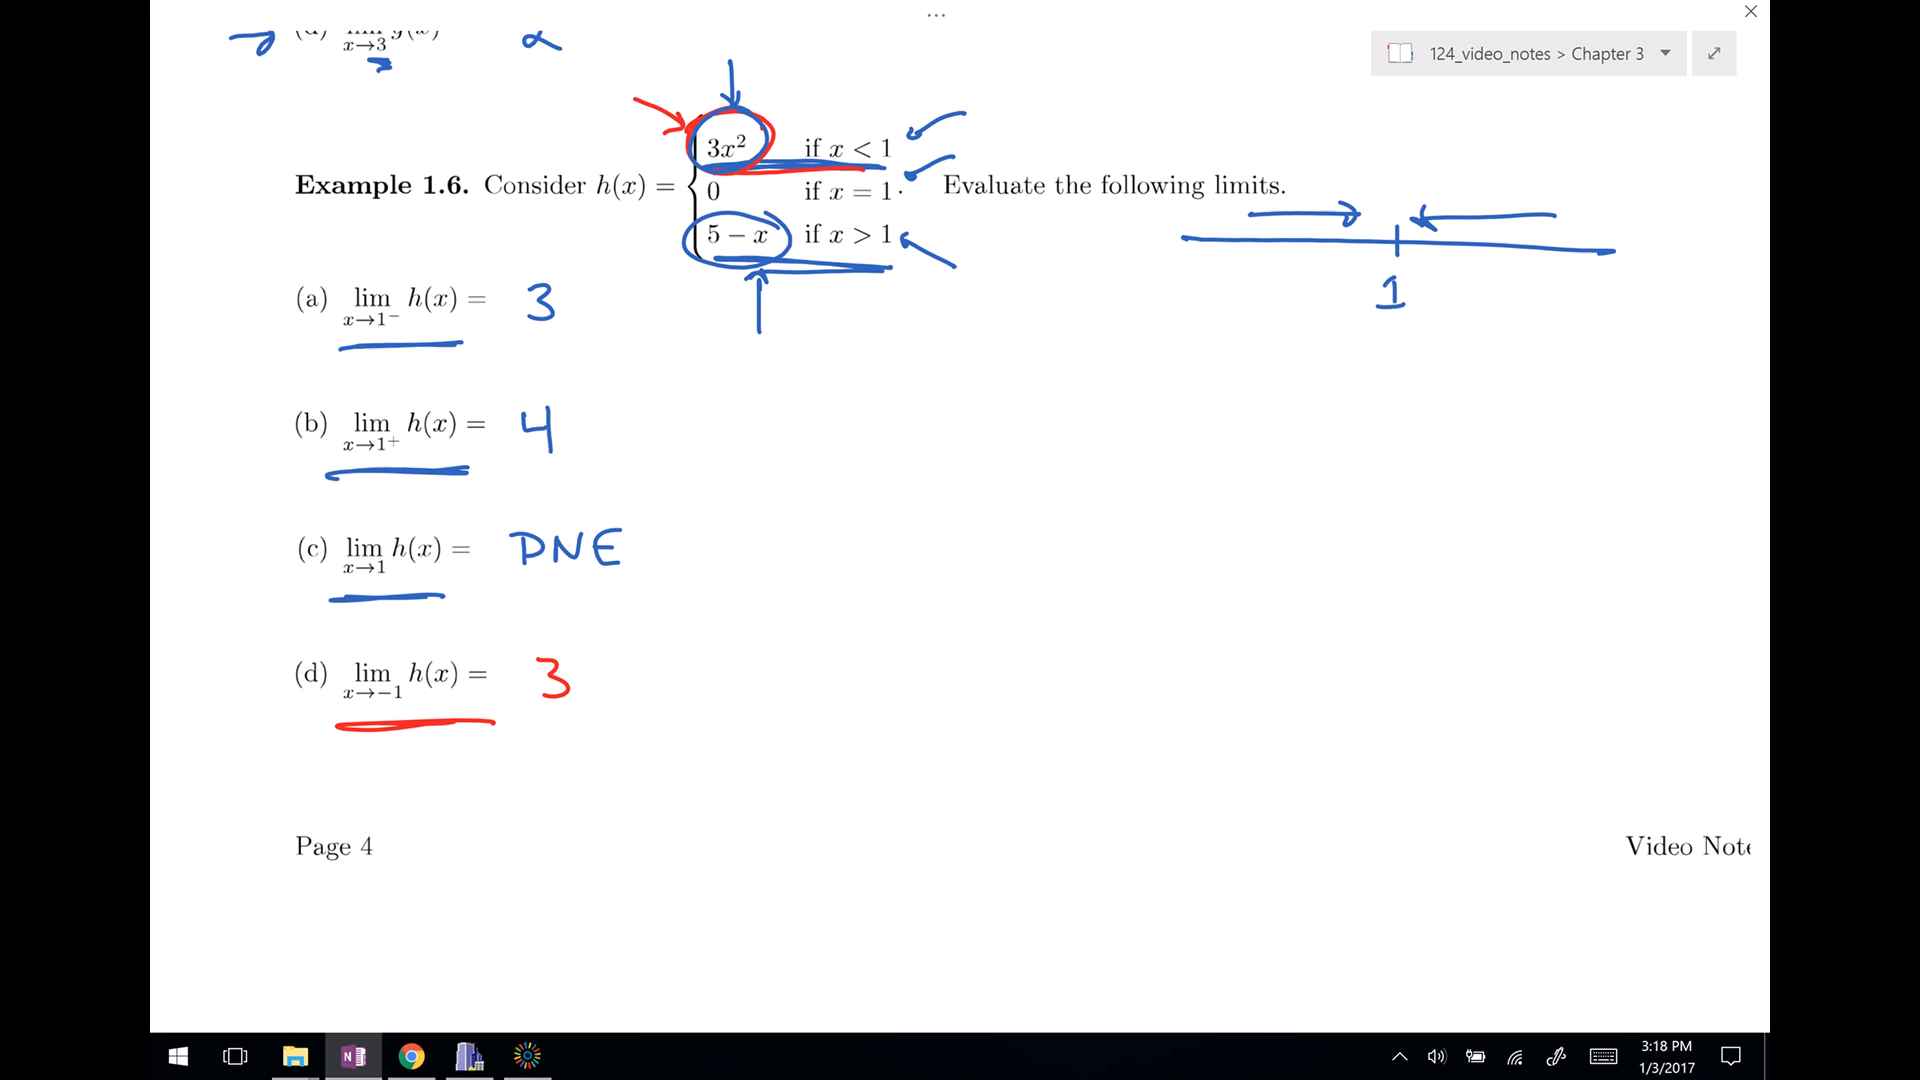 ...
x→3
124_video_notes > Chapter 3
3x² if x < 1
Example 1.6. Consider h(x) = { 0 if x = 1 . Evaluate the following limits.
5 − x if x > 1
1
(a) lim x→1⁻ h(x) = 3
(b) lim x→1⁺ h(x) = 4
(c) lim x→1 h(x) = DNE
(d) lim x→−1 h(x) = 3
Page 4
Video Note
3:18 PM
1/3/2017